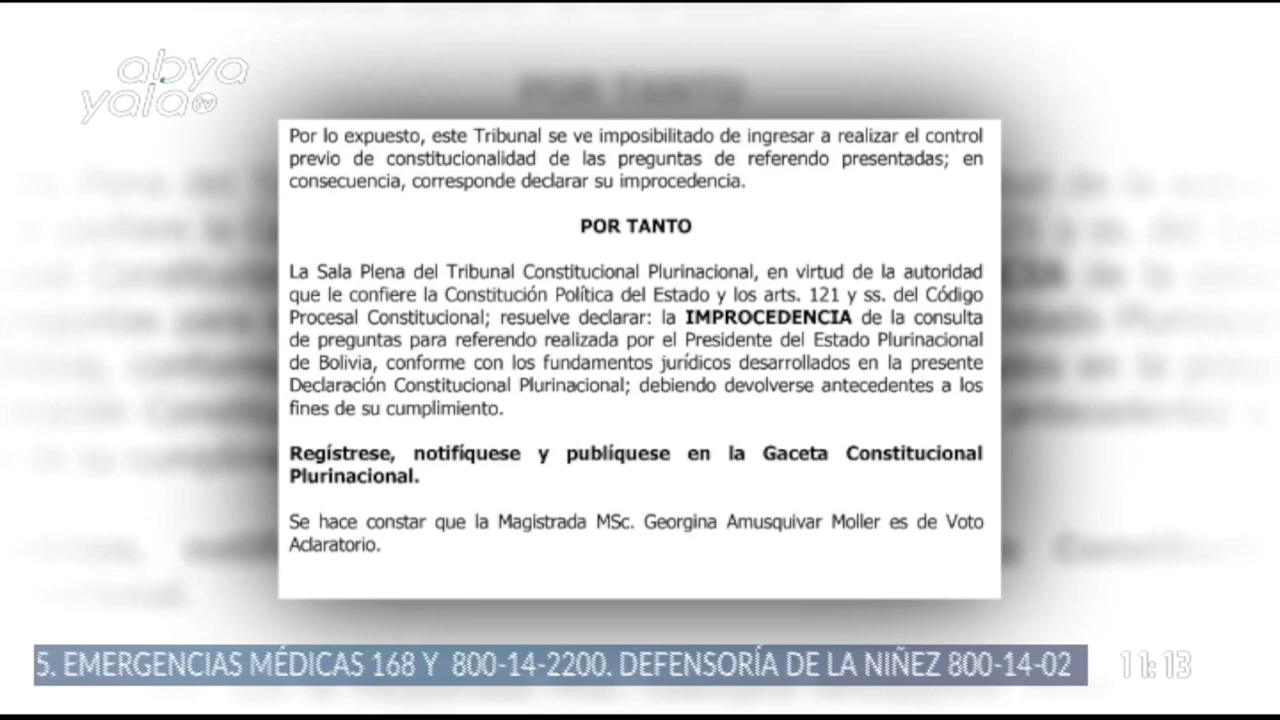 abya
yala tv
POR TANTO
Por lo expuesto, este Tribunal se ve imposibilitado de ingresar a realizar el control
previo de constitucionalidad de las preguntas de referendo presentadas; en
consecuencia, corresponde declarar su improcedencia.
POR TANTO
La Sala Plena del Tribunal Constitucional Plurinacional, en virtud de la autoridad
que le confiere la Constitución Política del Estado y los arts. 121 y ss. del Código
Procesal Constitucional; resuelve declarar: la IMPROCEDENCIA de la consulta
de preguntas para referendo realizada por el Presidente del Estado Plurinacional
de Bolivia, conforme con los fundamentos jurídicos desarrollados en la presente
Declaración Constitucional Plurinacional; debiendo devolverse antecedentes a los
fines de su cumplimiento.
Regístrese, notifíquese y publíquese en la Gaceta Constitucional
Plurinacional.
Se hace constar que la Magistrada MSc. Georgina Amusquivar Moller es de Voto
Aclaratorio.
5. EMERGENCIAS MÉDICAS 168 Y 800-14-2200. DEFENSORÍA DE LA NIÑEZ 800-14-02
11:13